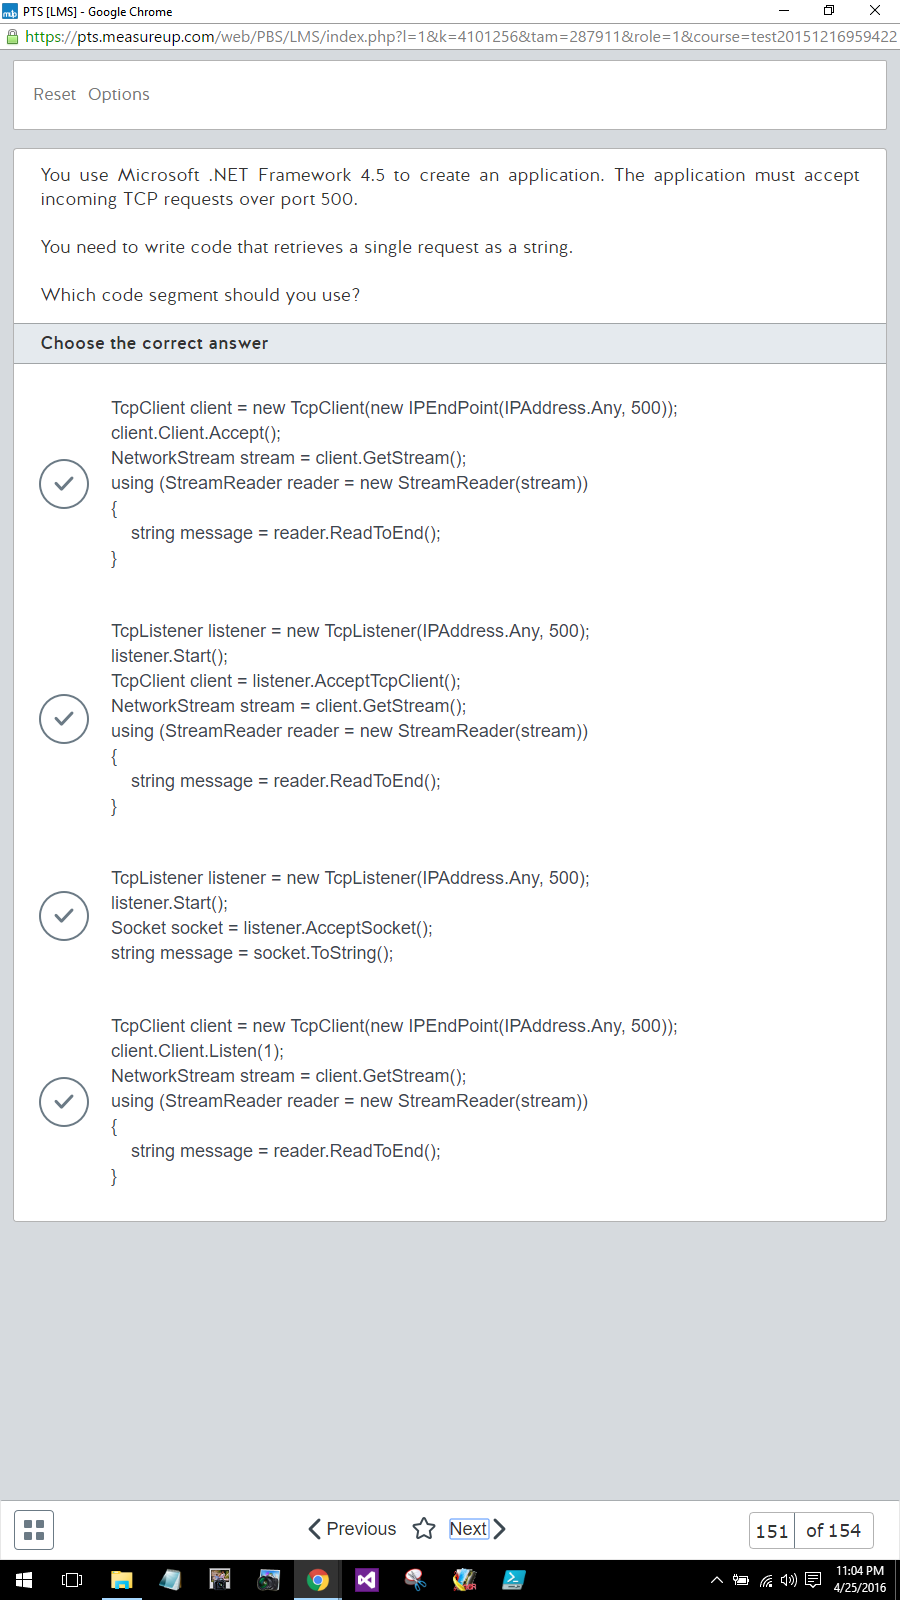 PTS [LMS] - Google Chrome
https://pts.measureup.com/web/PBS/LMS/index.php?l=1&k=4101256&tam=287911&role=1&course=test20151216959422
Reset Options
You use Microsoft .NET Framework 4.5 to create an application. The application must accept
incoming TCP requests over port 500.
You need to write code that retrieves a single request as a string.
Which code segment should you use?
Choose the correct answer
TcpClient client = new TcpClient(new IPEndPoint(IPAddress.Any, 500));
client.Client.Accept();
NetworkStream stream = client.GetStream();
using (StreamReader reader = new StreamReader(stream))
{
string message = reader.ReadToEnd();
}
TcpListener listener = new TcpListener(IPAddress.Any, 500);
listener.Start();
TcpClient client = listener.AcceptTcpClient();
NetworkStream stream = client.GetStream();
using (StreamReader reader = new StreamReader(stream))
{
string message = reader.ReadToEnd();
}
TcpListener listener = new TcpListener(IPAddress.Any, 500);
listener.Start();
Socket socket = listener.AcceptSocket();
string message = socket.ToString();
TcpClient client = new TcpClient(new IPEndPoint(IPAddress.Any, 500));
client.Client.Listen(1);
NetworkStream stream = client.GetStream();
using (StreamReader reader = new StreamReader(stream))
{
string message = reader.ReadToEnd();
}
Previous Next 151 of 154
11:04 PM
4/25/2016